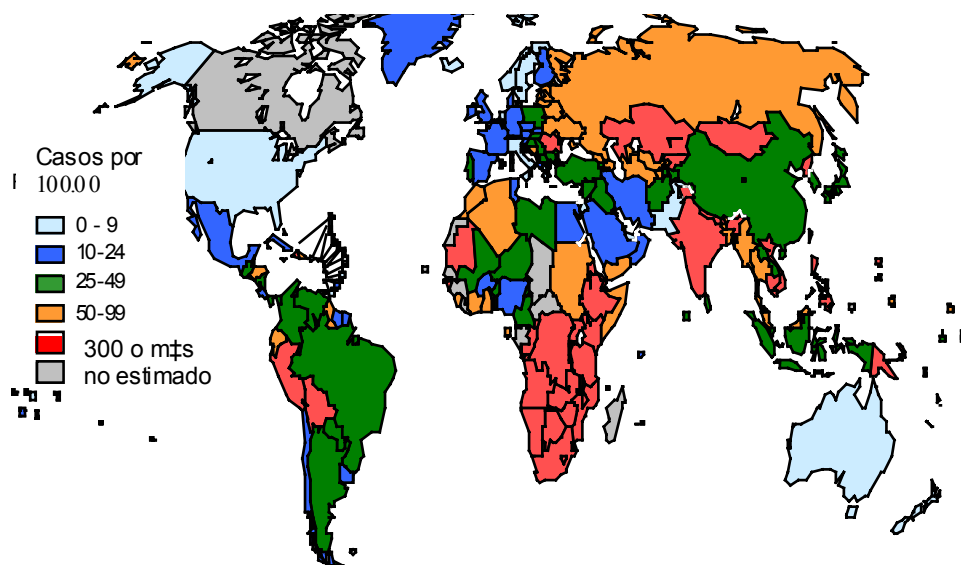 Casos por
100.00
0 - 9
10-24
25-49
50-99
300 o m‡s
no estimado